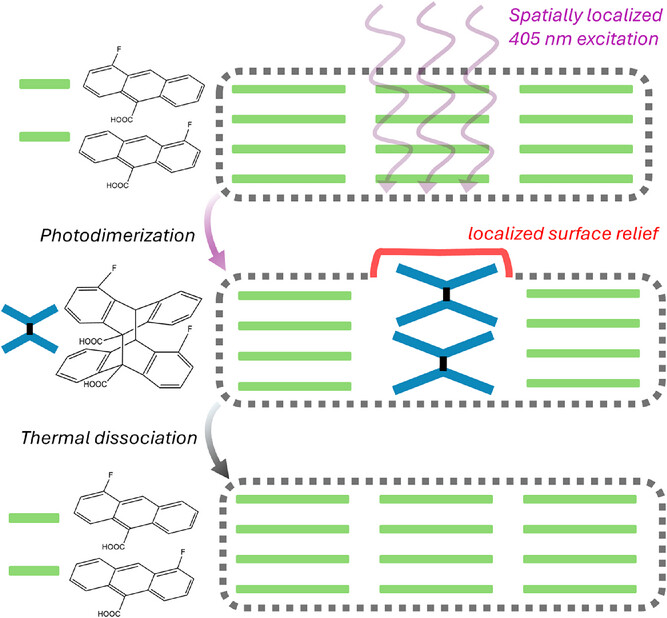 Spatially localized
405 nm excitation
F
HOOC
F
HOOC
Photodimerization
localized surface relief
F
F
HOOC
HOOC
Thermal dissociation
F
HOOC
F
HOOC